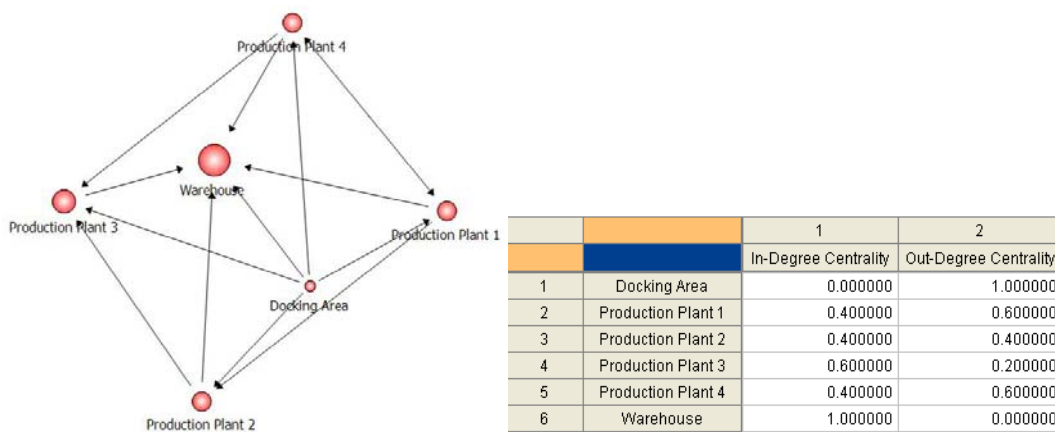 Production Plant 4
Warehouse
Production Plant 3
Production Plant 1
Docking Area
Production Plant 2
1 2
In-Degree Centrality Out-Degree Centrality
1 Docking Area 0.000000 1.000000
2 Production Plant 1 0.400000 0.600000
3 Production Plant 2 0.400000 0.400000
4 Production Plant 3 0.600000 0.200000
5 Production Plant 4 0.400000 0.600000
6 Warehouse 1.000000 0.000000